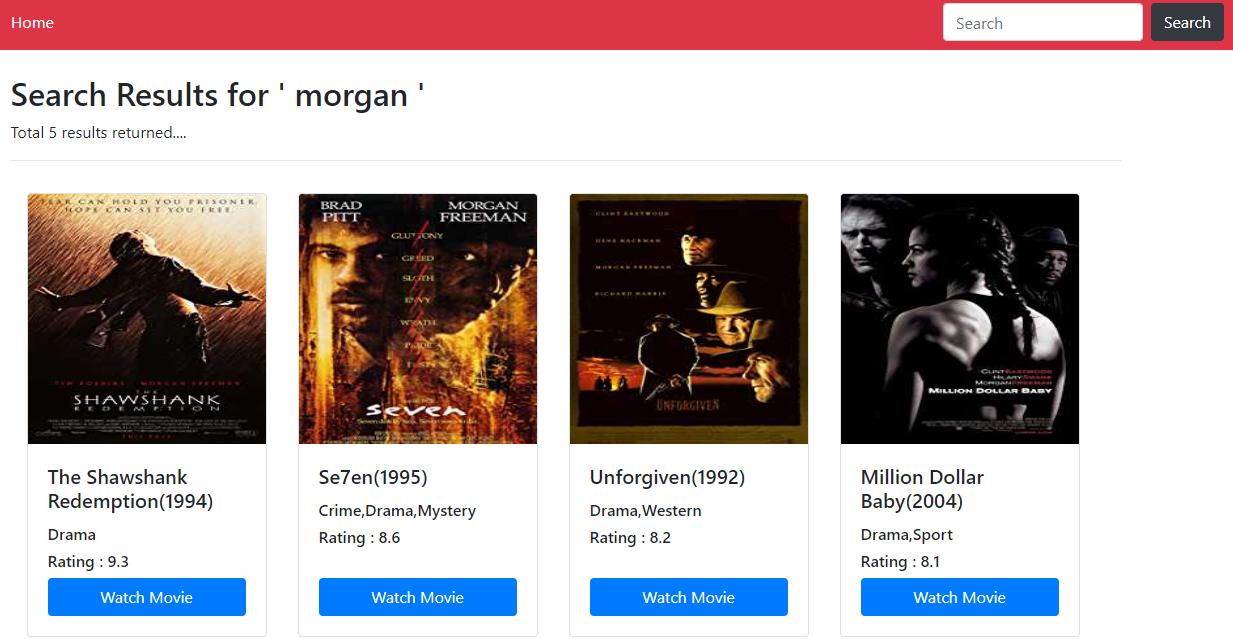 Home
Search
Search
Search Results for ' morgan '
Total 5 results returned....
FEAR CAN HOLD YOU PRISONER.
HOPE CAN SET YOU FREE.
TIM ROBBINS MORGAN FREEMAN
THE
SHAWSHANK
REDEMPTION
The Shawshank
Redemption(1994)
Drama
Rating : 9.3
Watch Movie
BRAD
PITT
MORGAN
FREEMAN
GLUTTONY
GREED
SLOTH
ENVY
WRATH
PRIDE
seven
Se7en(1995)
Crime,Drama,Mystery
Rating : 8.6
Watch Movie
CLINT EASTWOOD
GENE HACKMAN
MORGAN FREEMAN
RICHARD HARRIS
UNFORGIVEN
Unforgiven(1992)
Drama,Western
Rating : 8.2
Watch Movie
CLINT EASTWOOD
HILARY SWANK
MORGAN FREEMAN
MILLION DOLLAR BABY
Million Dollar
Baby(2004)
Drama,Sport
Rating : 8.1
Watch Movie